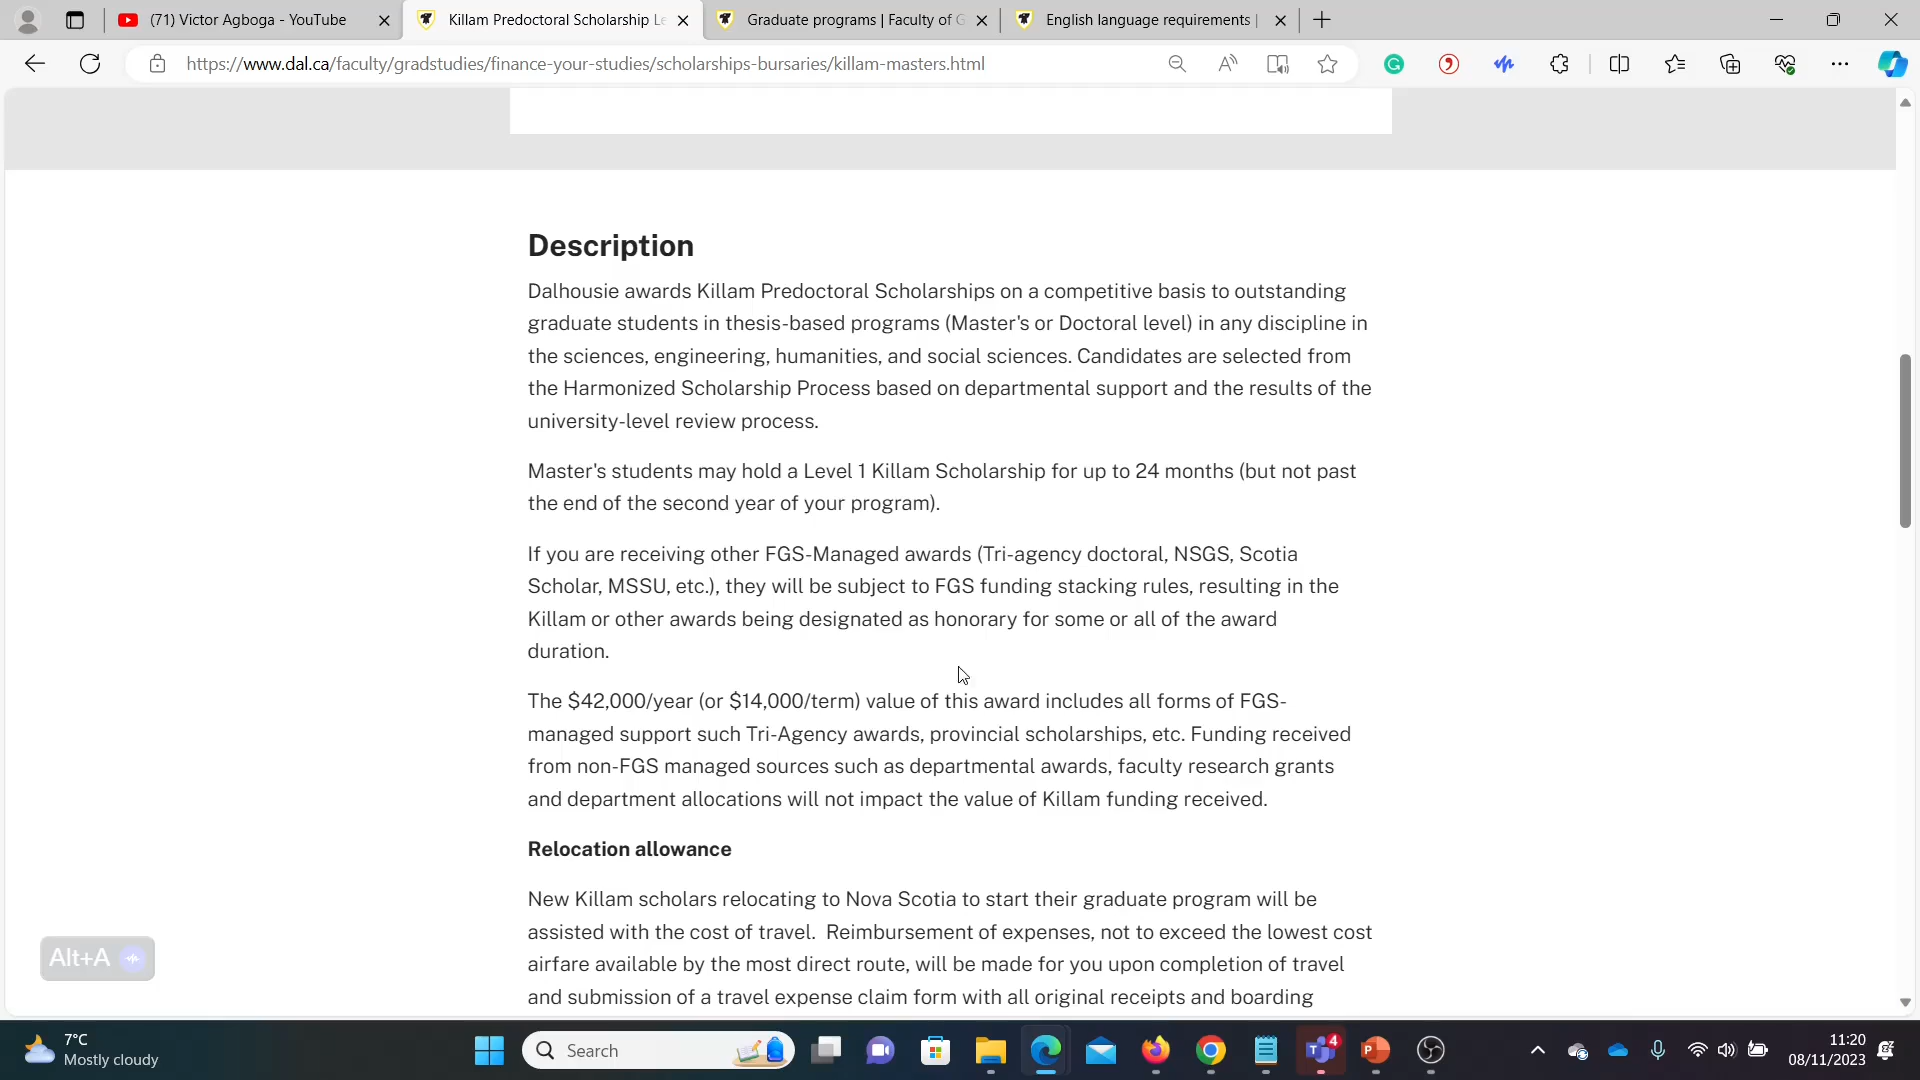 (71) Victor Agboga - YouTube
Killam Predoctoral Scholarship Le
Graduate programs | Faculty of G
English language requirements |
https://www.dal.ca/faculty/gradstudies/finance-your-studies/scholarships-bursaries/killam-masters.html
Description
Dalhousie awards Killam Predoctoral Scholarships on a competitive basis to outstanding
graduate students in thesis-based programs (Master's or Doctoral level) in any discipline in
the sciences, engineering, humanities, and social sciences. Candidates are selected from
the Harmonized Scholarship Process based on departmental support and the results of the
university-level review process.
Master's students may hold a Level 1 Killam Scholarship for up to 24 months (but not past
the end of the second year of your program).
If you are receiving other FGS-Managed awards (Tri-agency doctoral, NSGS, Scotia
Scholar, MSSU, etc.), they will be subject to FGS funding stacking rules, resulting in the
Killam or other awards being designated as honorary for some or all of the award
duration.
The $42,000/year (or $14,000/term) value of this award includes all forms of FGS-
managed support such Tri-Agency awards, provincial scholarships, etc. Funding received
from non-FGS managed sources such as departmental awards, faculty research grants
and department allocations will not impact the value of Killam funding received.
Relocation allowance
New Killam scholars relocating to Nova Scotia to start their graduate program will be
assisted with the cost of travel.  Reimbursement of expenses, not to exceed the lowest cost
airfare available by the most direct route, will be made for you upon completion of travel
and submission of a travel expense claim form with all original receipts and boarding
Alt+A
7°C
Mostly cloudy
Search
4
11:20
08/11/2023